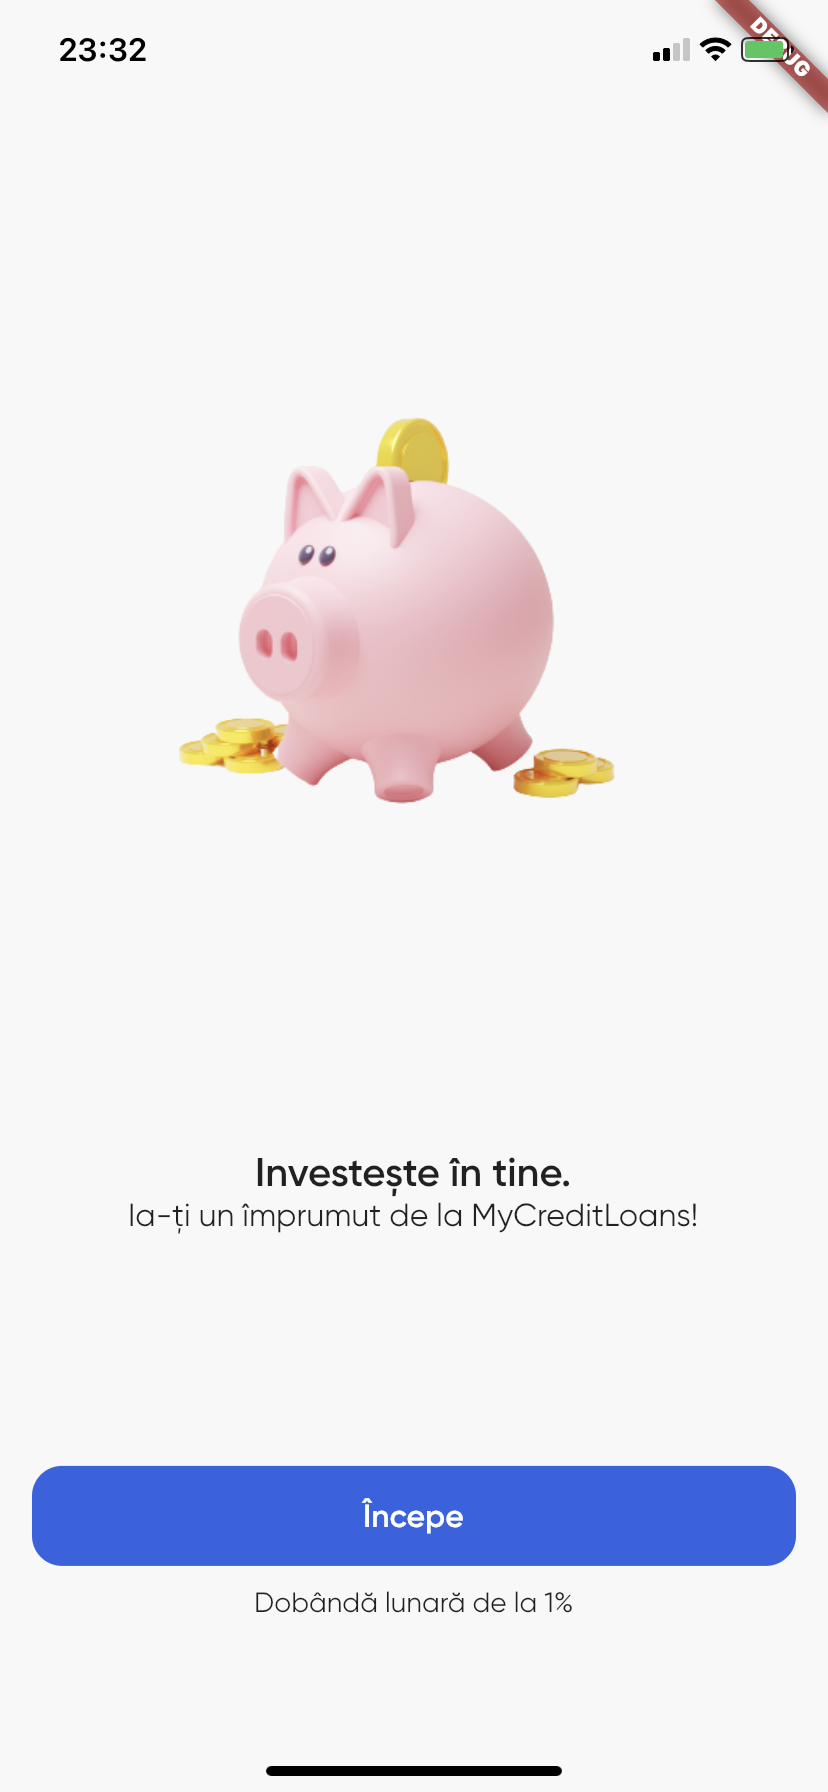 23:32
DEBUG
Investește în tine.
Ia-ți un împrumut de la MyCreditLoans!
Începe
Dobândă lunară de la 1%